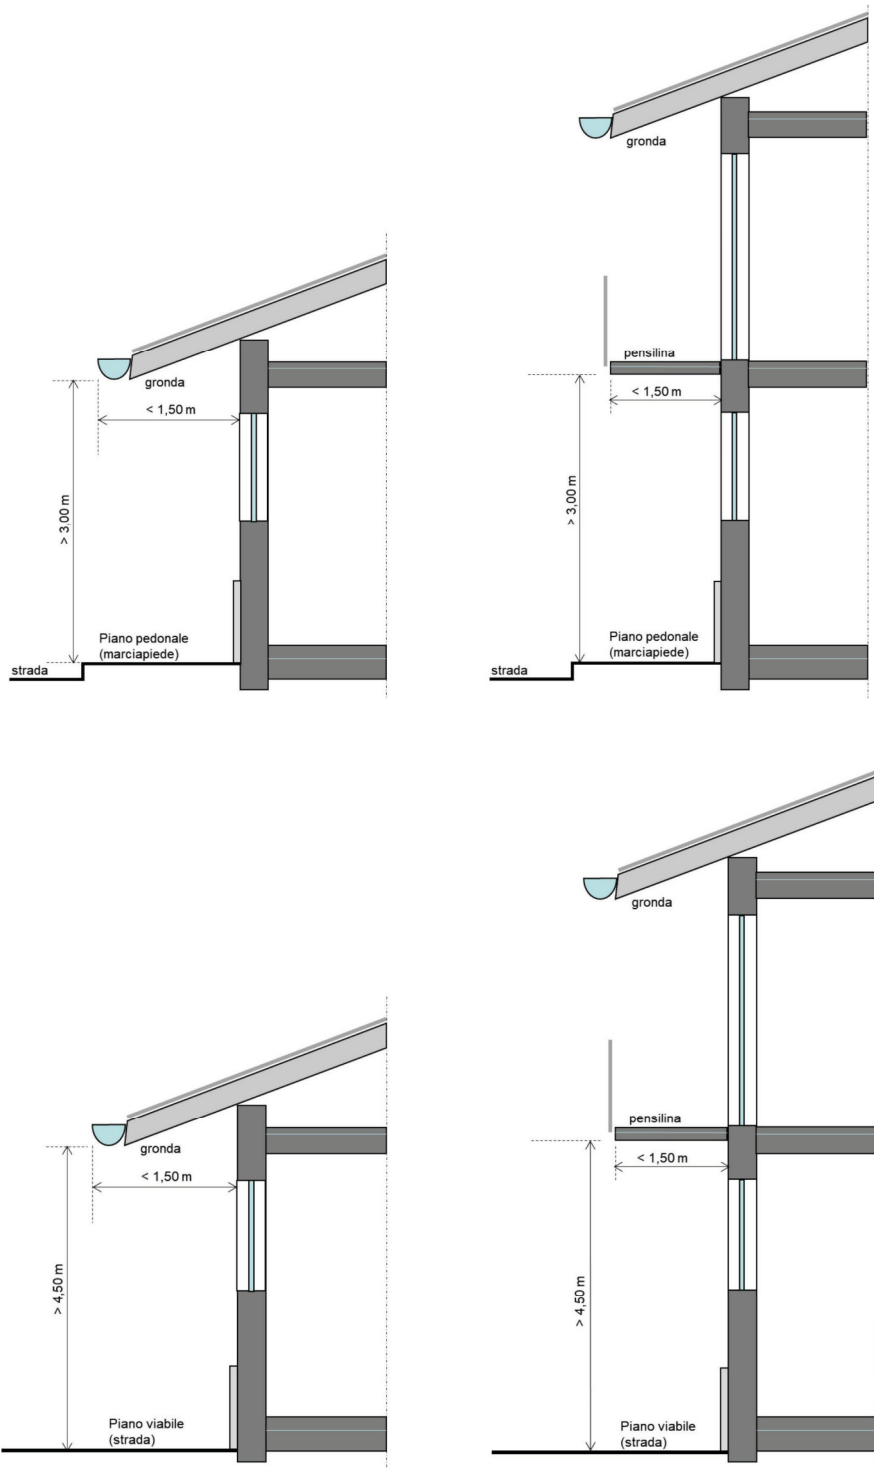 gronda
< 1,50 m
> 3,00 m
Piano pedonale
(marciapiede)
strada
gronda
pensilina
< 1,50 m
> 3,00 m
Piano pedonale
(marciapiede)
strada
gronda
< 1,50 m
> 4,50 m
Piano viabile
(strada)
gronda
pensilina
< 1,50 m
> 4,50 m
Piano viabile
(strada)